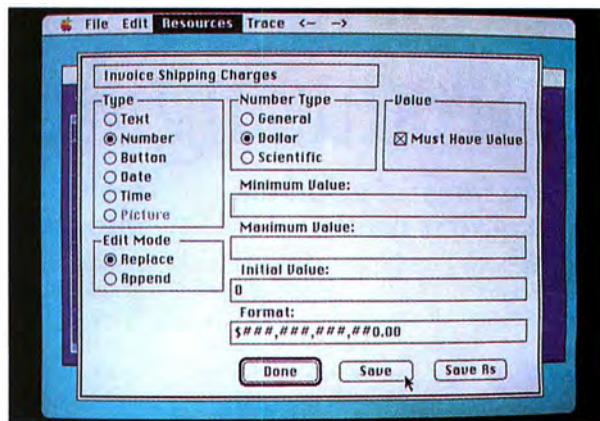 File Edit Resources Trace <- ->
Invoice Shipping Charges
Type
Text
Number
Button
Date
Time
Picture
Edit Mode
Replace
Append
Number Type
General
Dollar
Scientific
Value
Must Have Value
Minimum Value:
Maximum Value:
Initial Value:
0
Format:
$###,###,###,##0.00
Done Save Save As